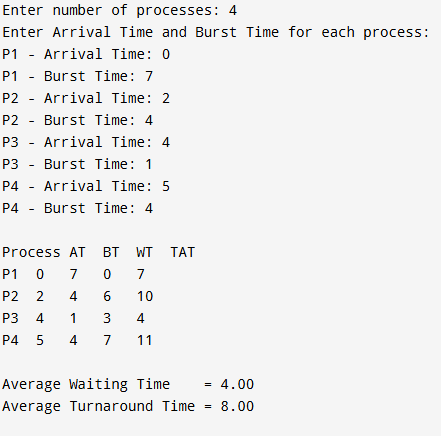 Enter number of processes: 4
Enter Arrival Time and Burst Time for each process:
P1 - Arrival Time: 0
P1 - Burst Time: 7
P2 - Arrival Time: 2
P2 - Burst Time: 4
P3 - Arrival Time: 4
P3 - Burst Time: 1
P4 - Arrival Time: 5
P4 - Burst Time: 4

Process AT  BT  WT  TAT
P1  0   7   0   7
P2  2   4   6   10
P3  4   1   3   4
P4  5   4   7   11

Average Waiting Time    = 4.00
Average Turnaround Time = 8.00